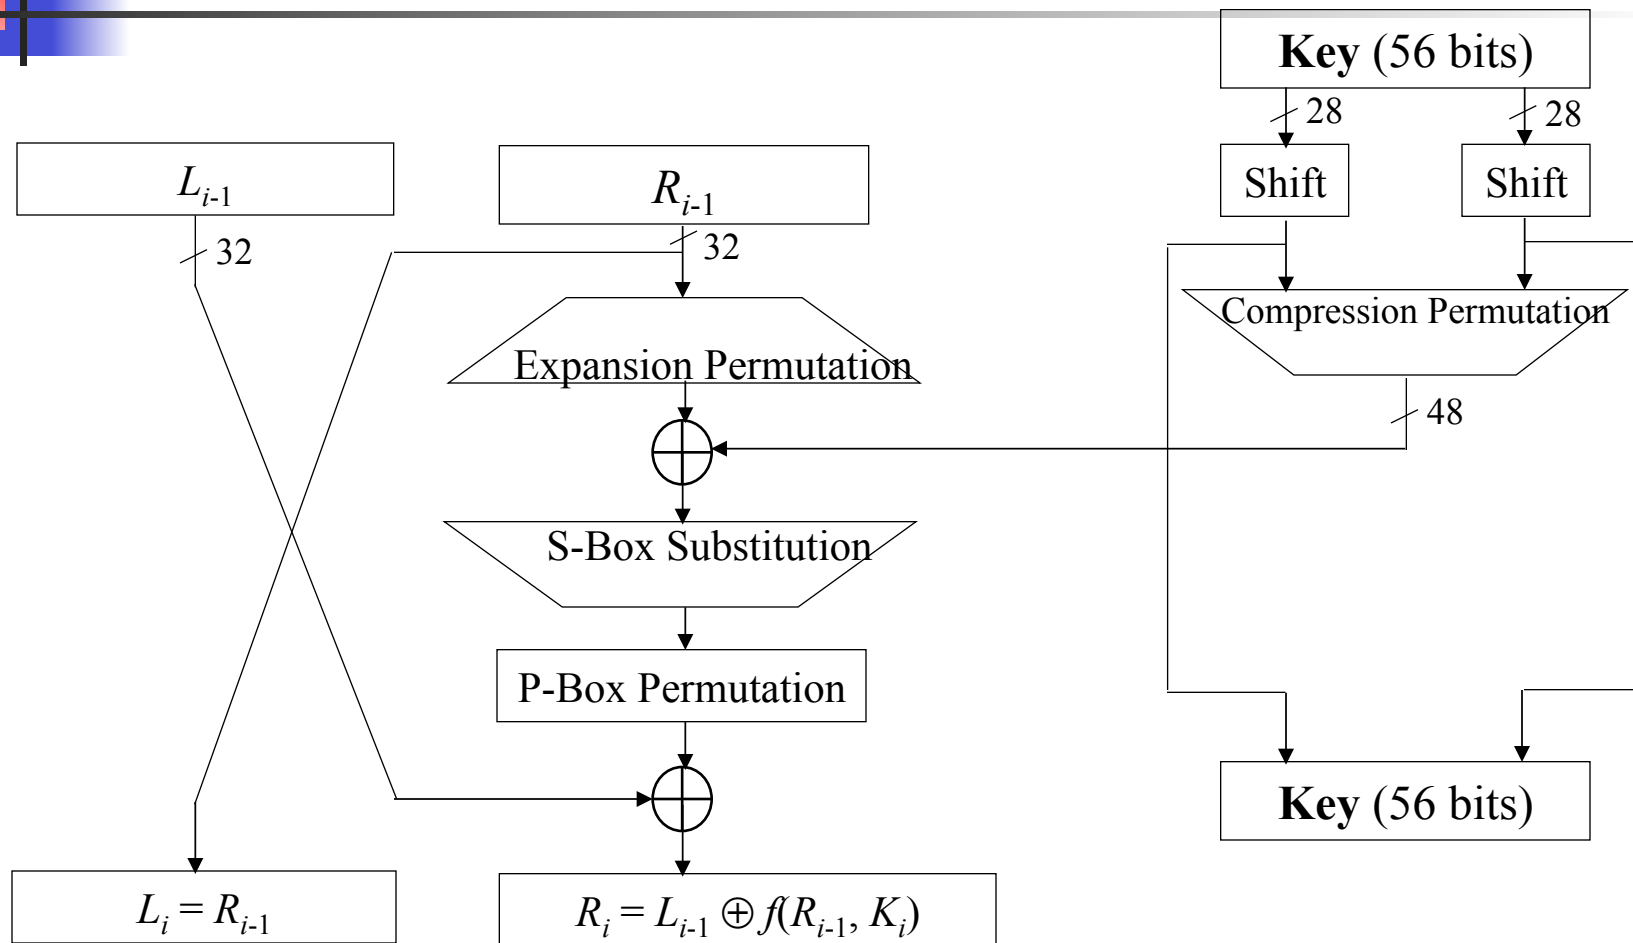 Key (56 bits)
28
28
L_{i-1}
R_{i-1}
Shift
Shift
32
32
Compression Permutation
Expansion Permutation
48
S-Box Substitution
P-Box Permutation
Key (56 bits)
L_i = R_{i-1}
R_i = L_{i-1} ⊕ f(R_{i-1}, K_i)